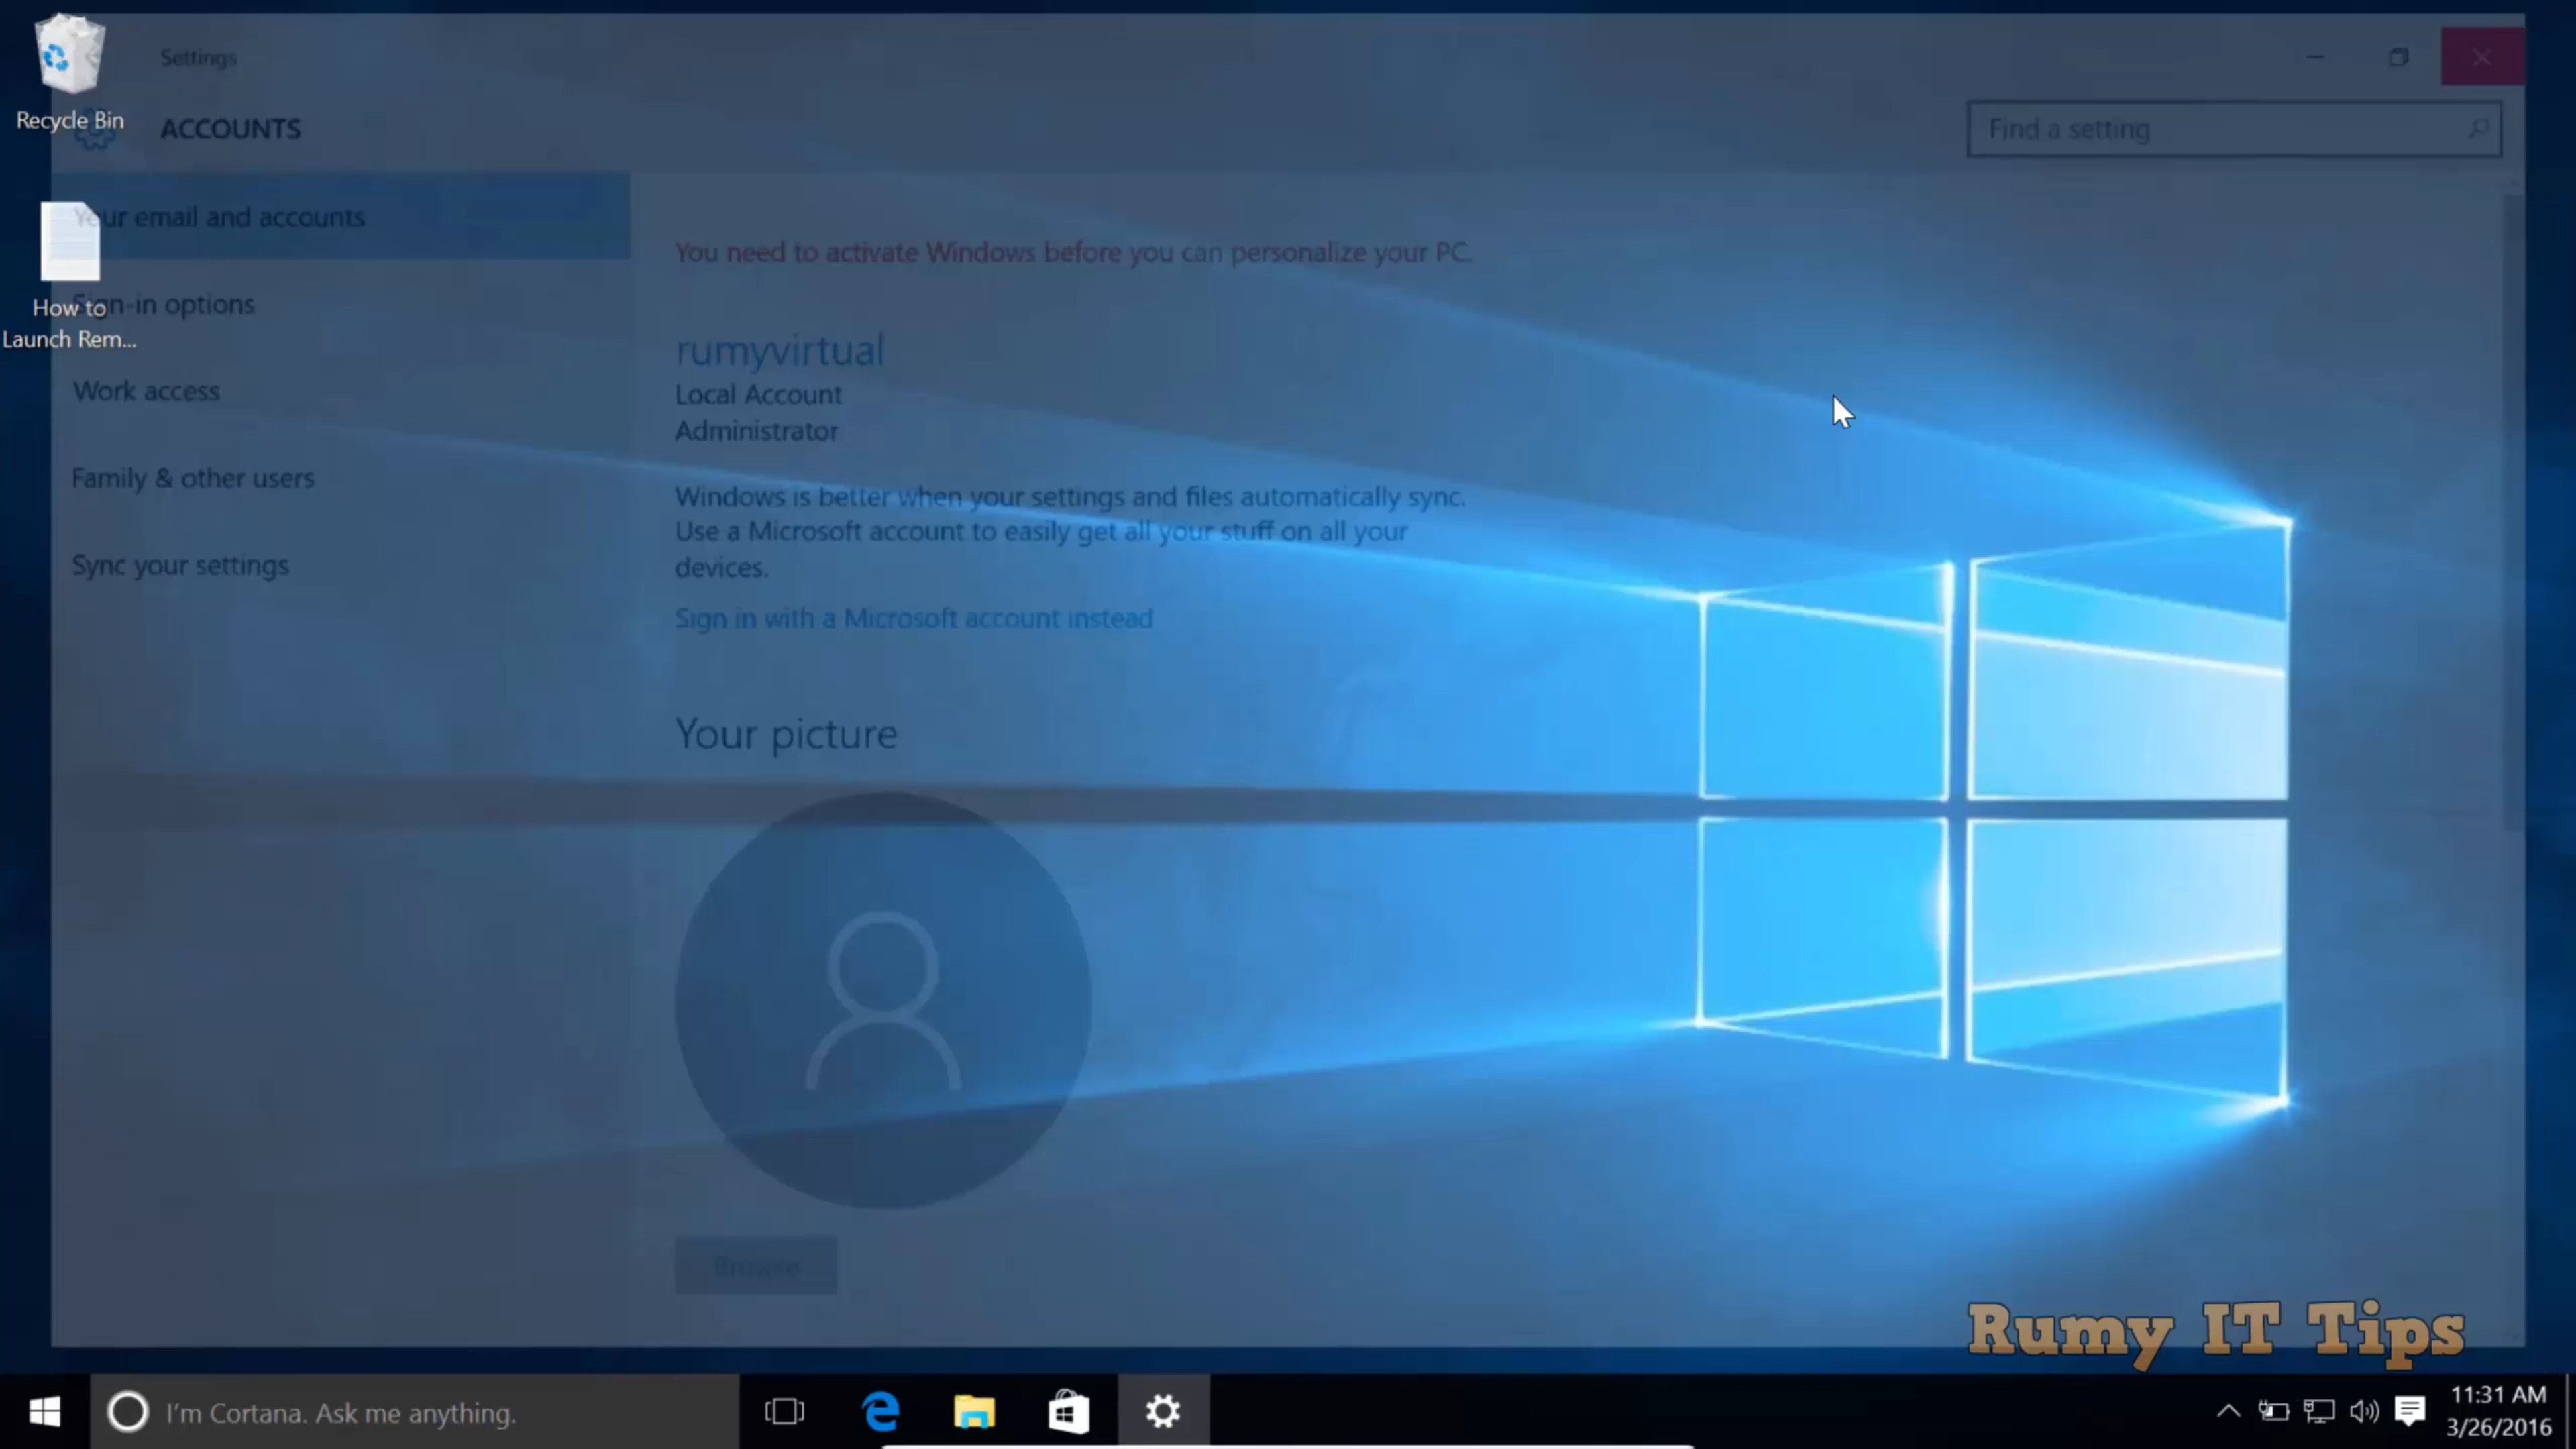 Settings
Recycle Bin
ACCOUNTS
Find a setting
Your email and accounts
You need to activate Windows before you can personalize your PC.
How to
Launch Rem...
Sign-in options
rumyvirtual
Local Account
Administrator
Work access
Family & other users
Windows is better when your settings and files automatically sync.
Use a Microsoft account to easily get all your stuff on all your
devices.
Sync your settings
Sign in with a Microsoft account instead
Your picture
Browse
Rumy IT Tips
I'm Cortana. Ask me anything.
11:31 AM
3/26/2016